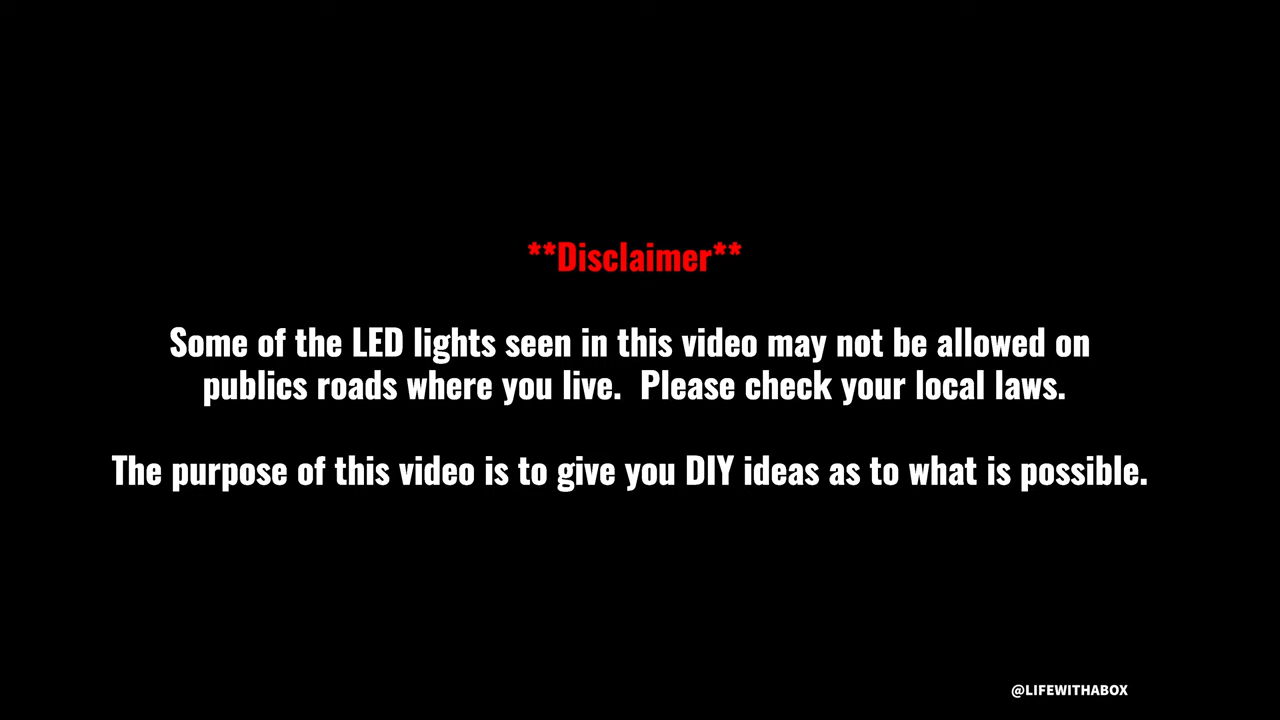 **Disclaimer**
Some of the LED lights seen in this video may not be allowed on
publics roads where you live.  Please check your local laws.
The purpose of this video is to give you DIY ideas as to what is possible.
@LIFEWITHABOX